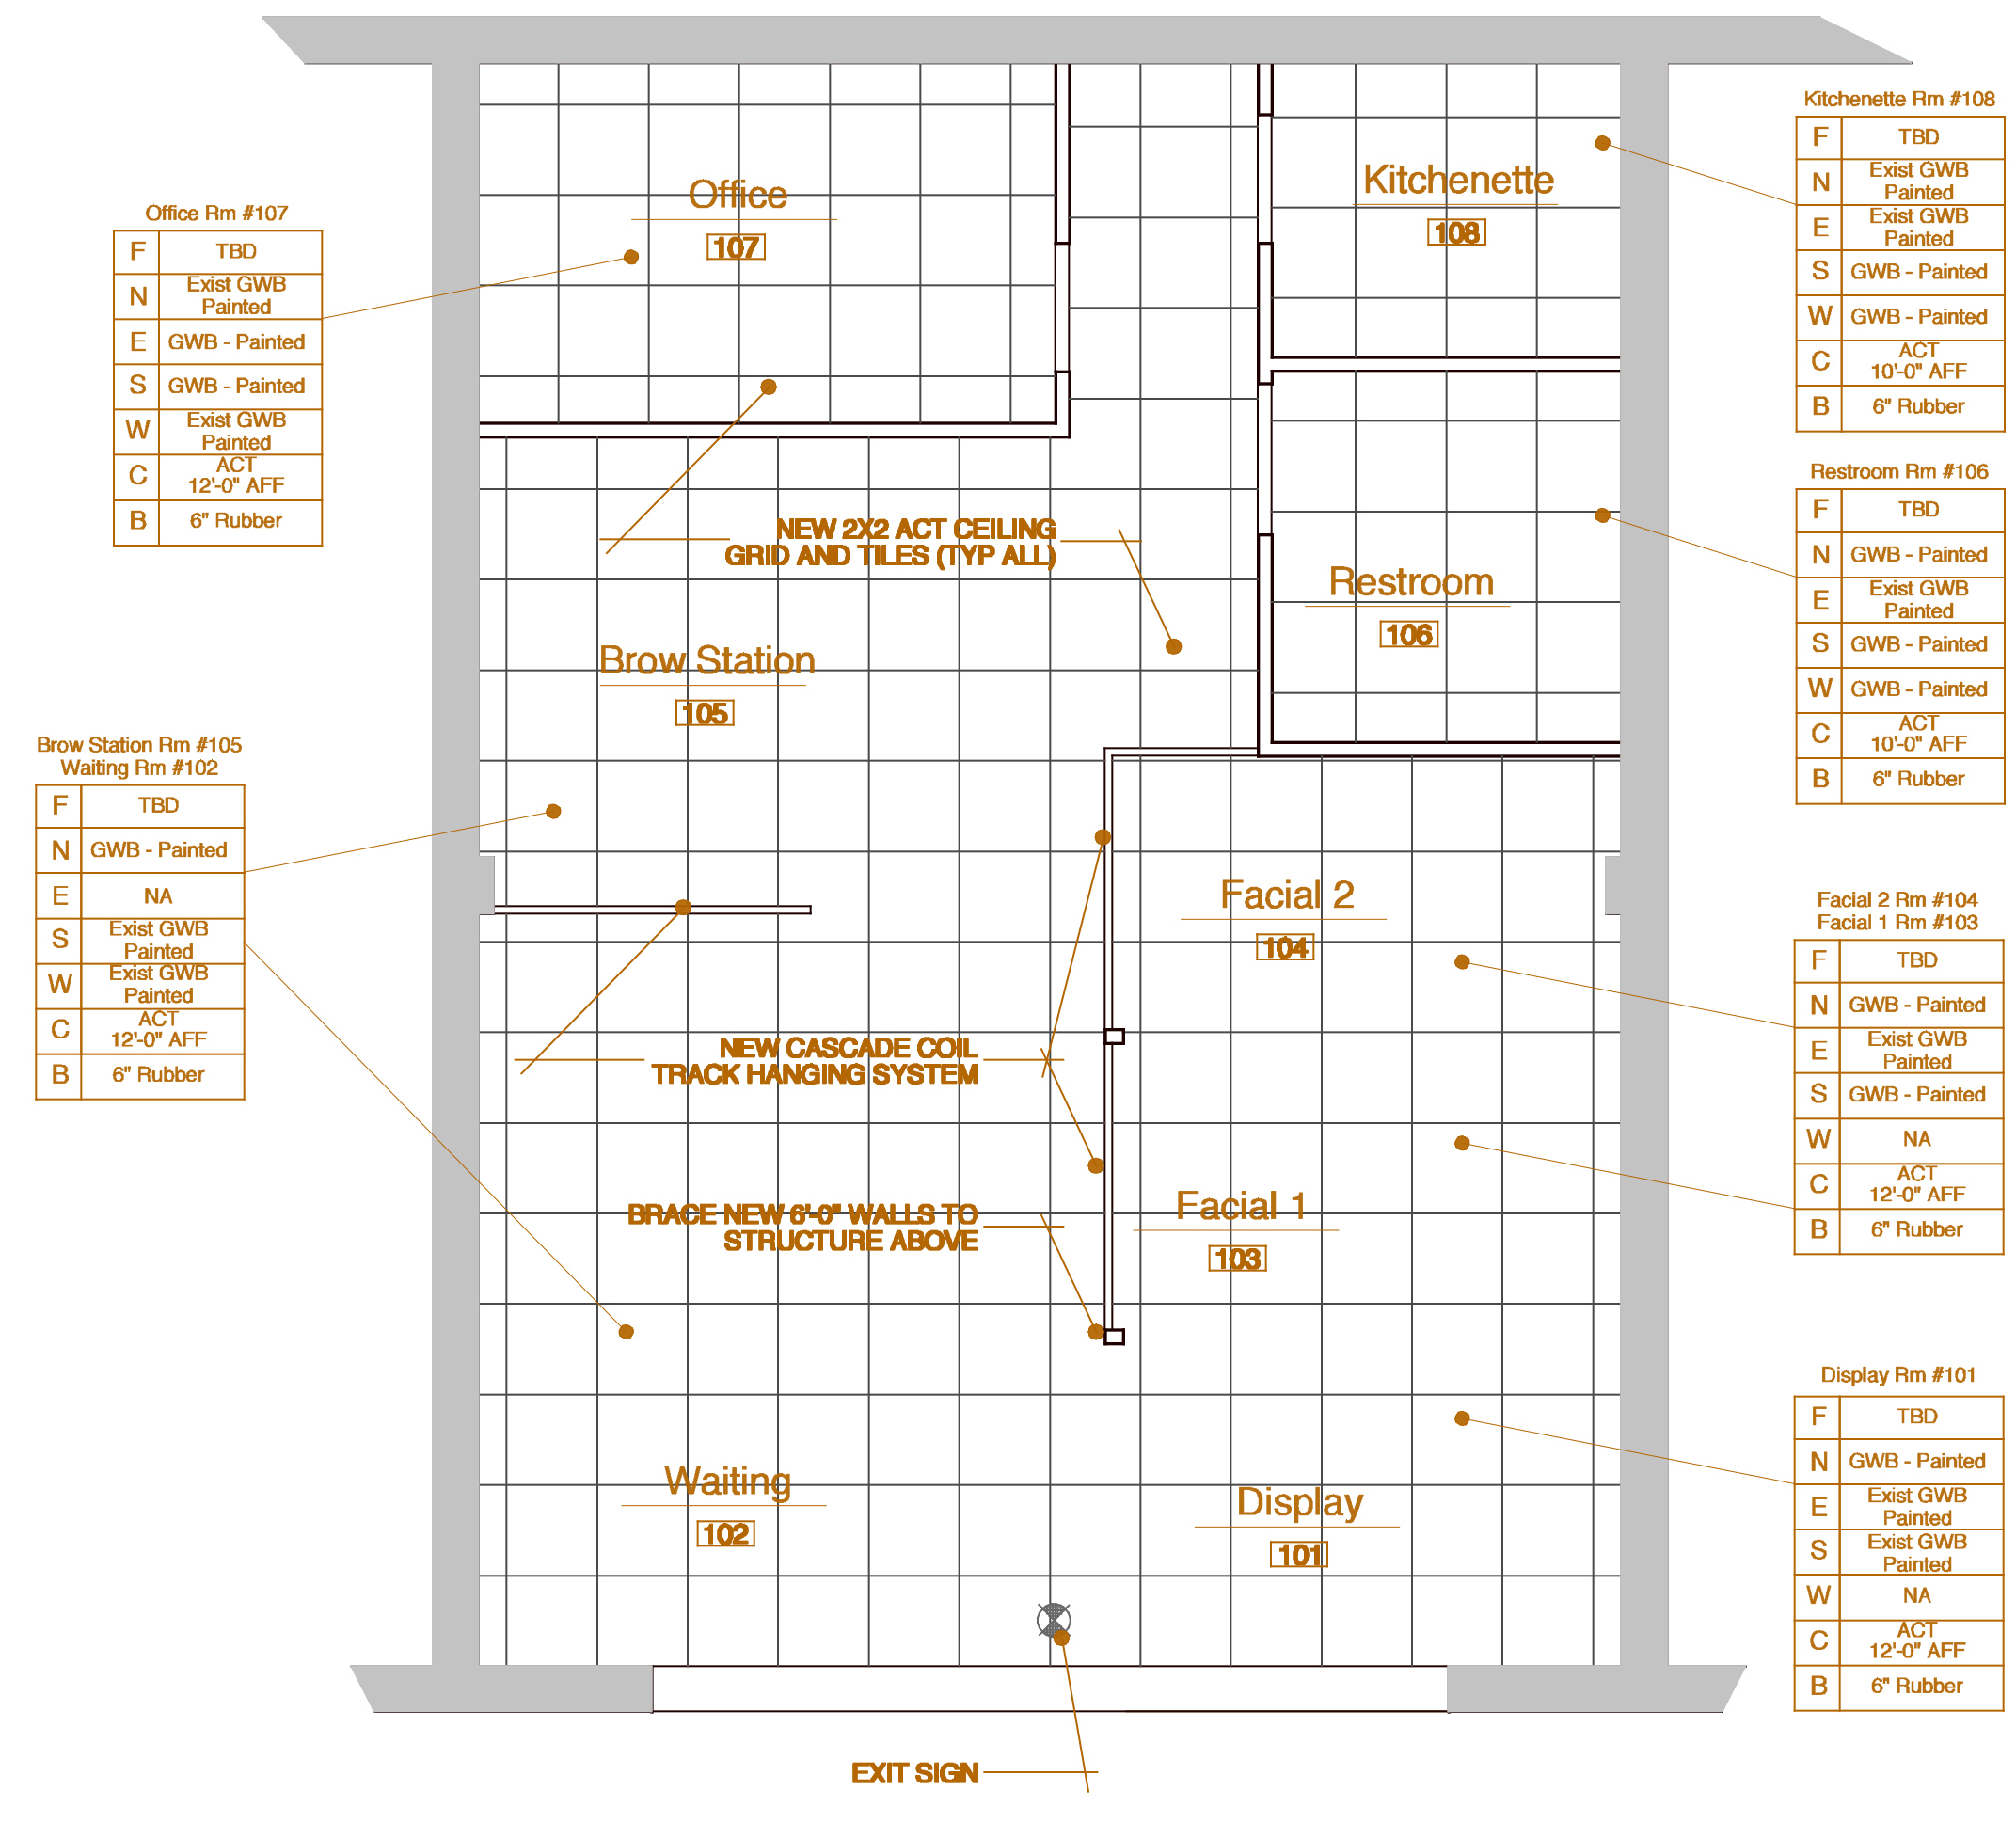 Office Rm #107
F TBD
N Exist GWB
Painted
E GWB - Painted
S GWB - Painted
W Exist GWB
Painted
C ACT
12'-0" AFF
B 6" Rubber
Brow Station Rm #105
Waiting Rm #102
F TBD
N GWB - Painted
E NA
S Exist GWB
Painted
W Exist GWB
Painted
C ACT
12'-0" AFF
B 6" Rubber
Office
107
Kitchenette
108
NEW 2X2 ACT CEILING
GRID AND TILES (TYP ALL)
Restroom
106
Brow Station
105
Facial 2
104
NEW CASCADE COIL
TRACK HANGING SYSTEM
BRACE NEW 6'-0" WALLS TO
STRUCTURE ABOVE
Facial 1
103
Waiting
102
Display
101
EXIT SIGN
Kitchenette Rm #108
F TBD
N Exist GWB
Painted
E Exist GWB
Painted
S GWB - Painted
W GWB - Painted
C ACT
10'-0" AFF
B 6" Rubber
Restroom Rm #106
F TBD
N GWB - Painted
E Exist GWB
Painted
S GWB - Painted
W GWB - Painted
C ACT
10'-0" AFF
B 6" Rubber
Facial 2 Rm #104
Facial 1 Rm #103
F TBD
N GWB - Painted
E Exist GWB
Painted
S GWB - Painted
W NA
C ACT
12'-0" AFF
B 6" Rubber
Display Rm #101
F TBD
N GWB - Painted
E Exist GWB
Painted
S Exist GWB
Painted
W NA
C ACT
12'-0" AFF
B 6" Rubber